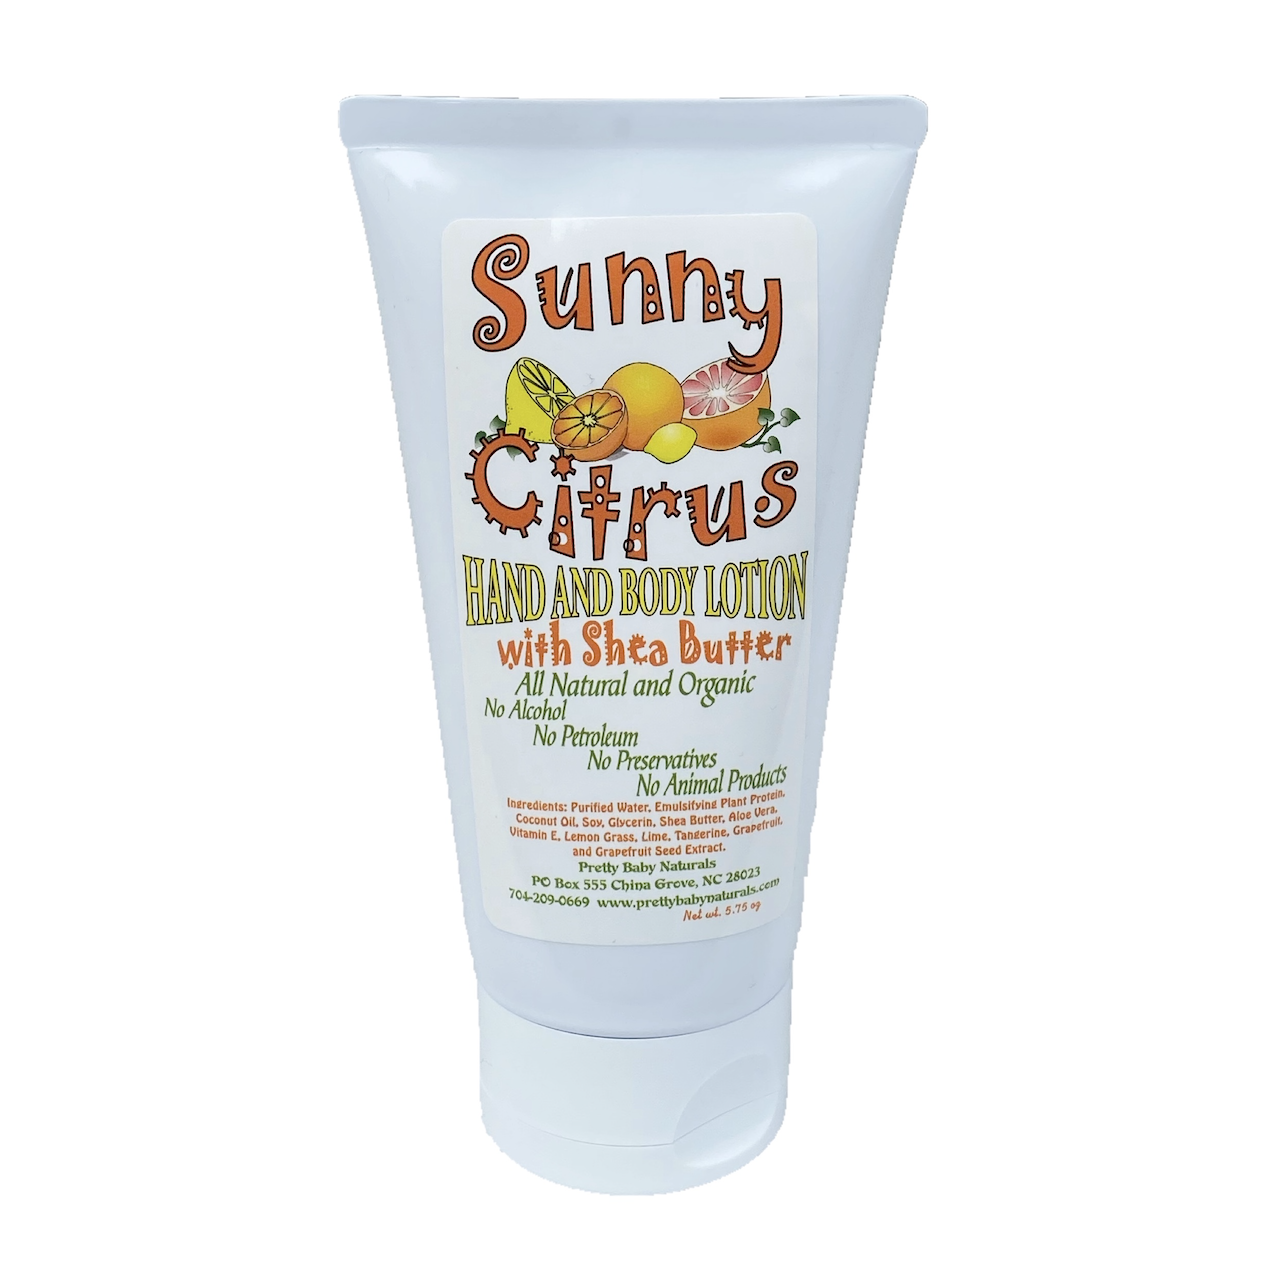 Sunny
Citrus
HAND AND BODY LOTION
with Shea Butter
All Natural and Organic
No Alcohol
No Petroleum
No Preservatives
No Animal Products
Ingredients: Purified Water, Emulsifying Plant Protein,
Coconut Oil, Soy, Glycerin, Shea Butter, Aloe Vera,
Vitamin E, Lemon Grass, Lime, Tangerine, Grapefruit,
and Grapefruit Seed Extract.
Pretty Baby Naturals
PO Box 555 China Grove, NC 28023
704-209-0669 www.prettybabynaturals.com
Net wt. 5.75 oz